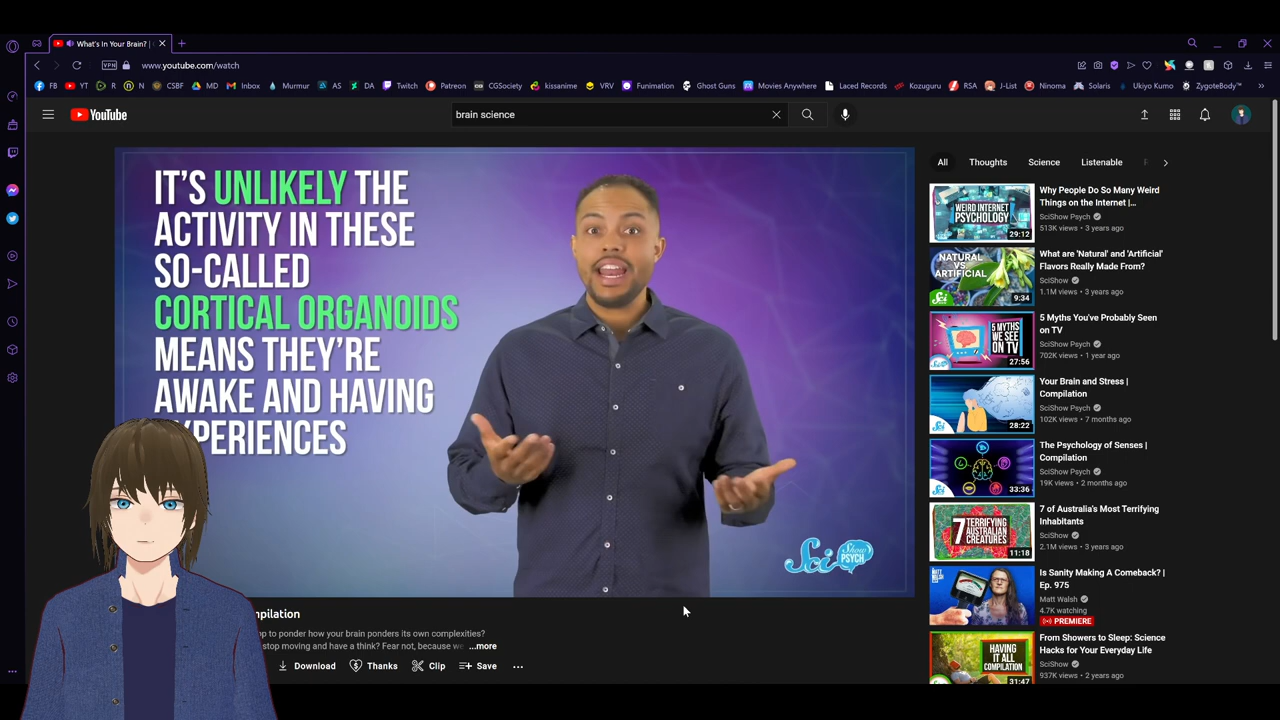 What's In Your Brain? |
www.youtube.com/watch
VPN
FB YT R N CSBF MD Inbox Murmur AS DA Twitch Patreon CGSociety kissanime VRV Funimation Ghost Guns Movies Anywhere Laced Records Kozuguru RSA J-List Ninoma Solaris Ukiyo Kumo ZygoteBody™
YouTube
brain science
IT'S UNLIKELY THE
ACTIVITY IN THESE
SO-CALLED
CORTICAL ORGANOIDS
MEANS THEY'RE
AWAKE AND HAVING
XPERIENCES
Sci Show PSYCH
mpilation
op to ponder how your brain ponders its own complexities?
stop moving and have a think? Fear not, because we ...more
Download Thanks Clip Save
All Thoughts Science Listenable
WEIRD INTERNET
PSYCHOLOGY
29:12
Why People Do So Many Weird
Things on the Internet |...
SciShow Psych
513K views • 3 years ago
NATURAL
VS.
ARTIFICIAL
9:34
What are 'Natural' and 'Artificial'
Flavors Really Made From?
SciShow
1.1M views • 3 years ago
5 MYTHS
WE SEE
ON TV
27:56
5 Myths You've Probably Seen
on TV
SciShow Psych
702K views • 1 year ago
28:22
Your Brain and Stress |
Compilation
SciShow Psych
102K views • 7 months ago
33:36
The Psychology of Senses |
Compilation
SciShow Psych
19K views • 2 months ago
7 TERRIFYING
AUSTRALIAN
CREATURES
11:18
7 of Australia's Most Terrifying
Inhabitants
SciShow
2.1M views • 3 years ago
Is Sanity Making A Comeback? |
Ep. 975
Matt Walsh
4.7K watching
PREMIERE
HAVING
IT ALL
COMPILATION
31:47
From Showers to Sleep: Science
Hacks for Your Everyday Life
SciShow
937K views • 2 years ago